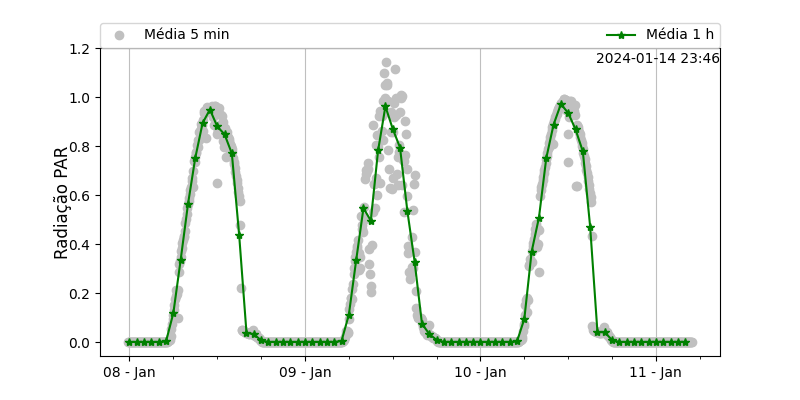 Média 5 min
Média 1 h
2024-01-14 23:46
Radiação PAR
1.2
1.0
0.8
0.6
0.4
0.2
0.0
08 - Jan
09 - Jan
10 - Jan
11 - Jan